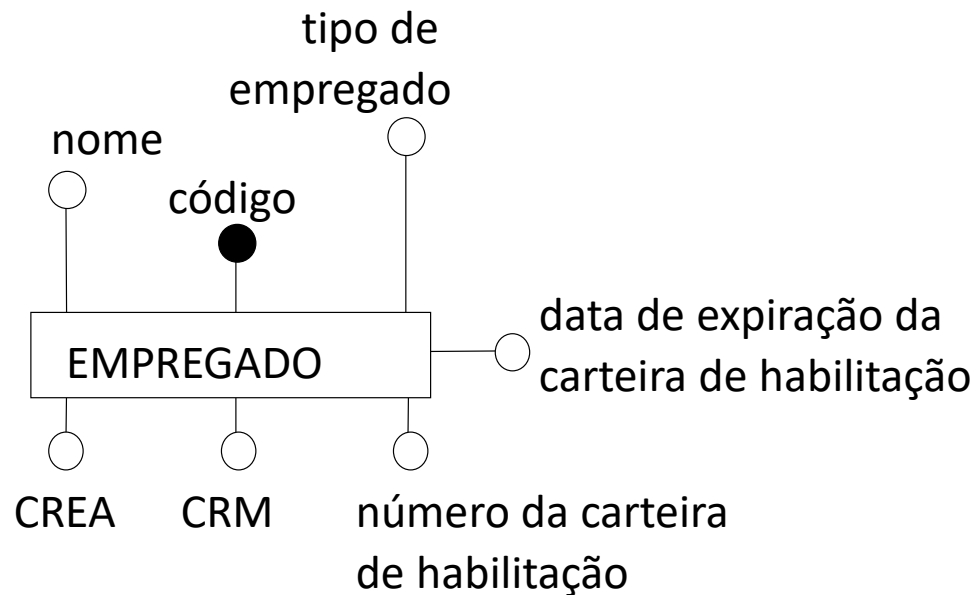 tipo de
empregado
nome
código
EMPREGADO
data de expiração da
carteira de habilitação
CREA
CRM
número da carteira
de habilitação